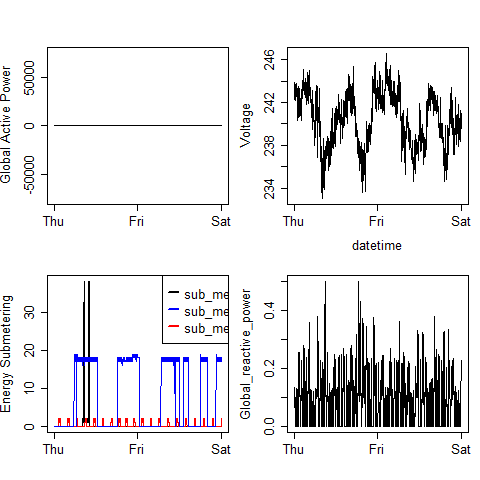 Global Active Power
50000
0
-50000
Thu Fri Sat
Voltage
246
242
238
234
Thu Fri Sat
datetime
Energy Submetering
30
20
10
0
sub_me
sub_me
sub_me
Thu Fri Sat
Global_reactive_power
0.4
0.2
0.0
Thu Fri Sat